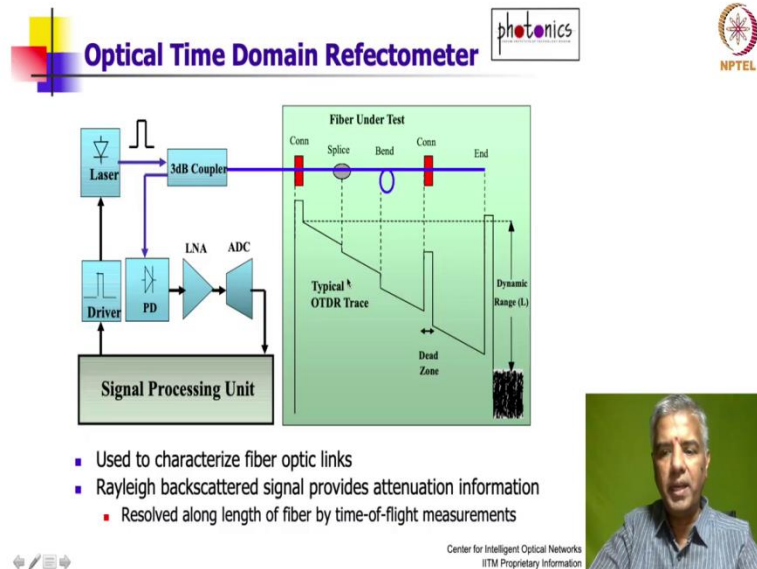 Optical Time Domain Refectometer
photonics
NPTEL
Fiber Under Test
Conn
Splice
Bend
Conn
End
Laser
3dB Coupler
LNA
ADC
Driver
PD
Typical
OTDR Trace
Dynamic
Range (L)
Dead
Zone
Signal Processing Unit
Used to characterize fiber optic links
Rayleigh backscattered signal provides attenuation information
Resolved along length of fiber by time-of-flight measurements
Center for Intelligent Optical Networks
IITM Proprietary Information